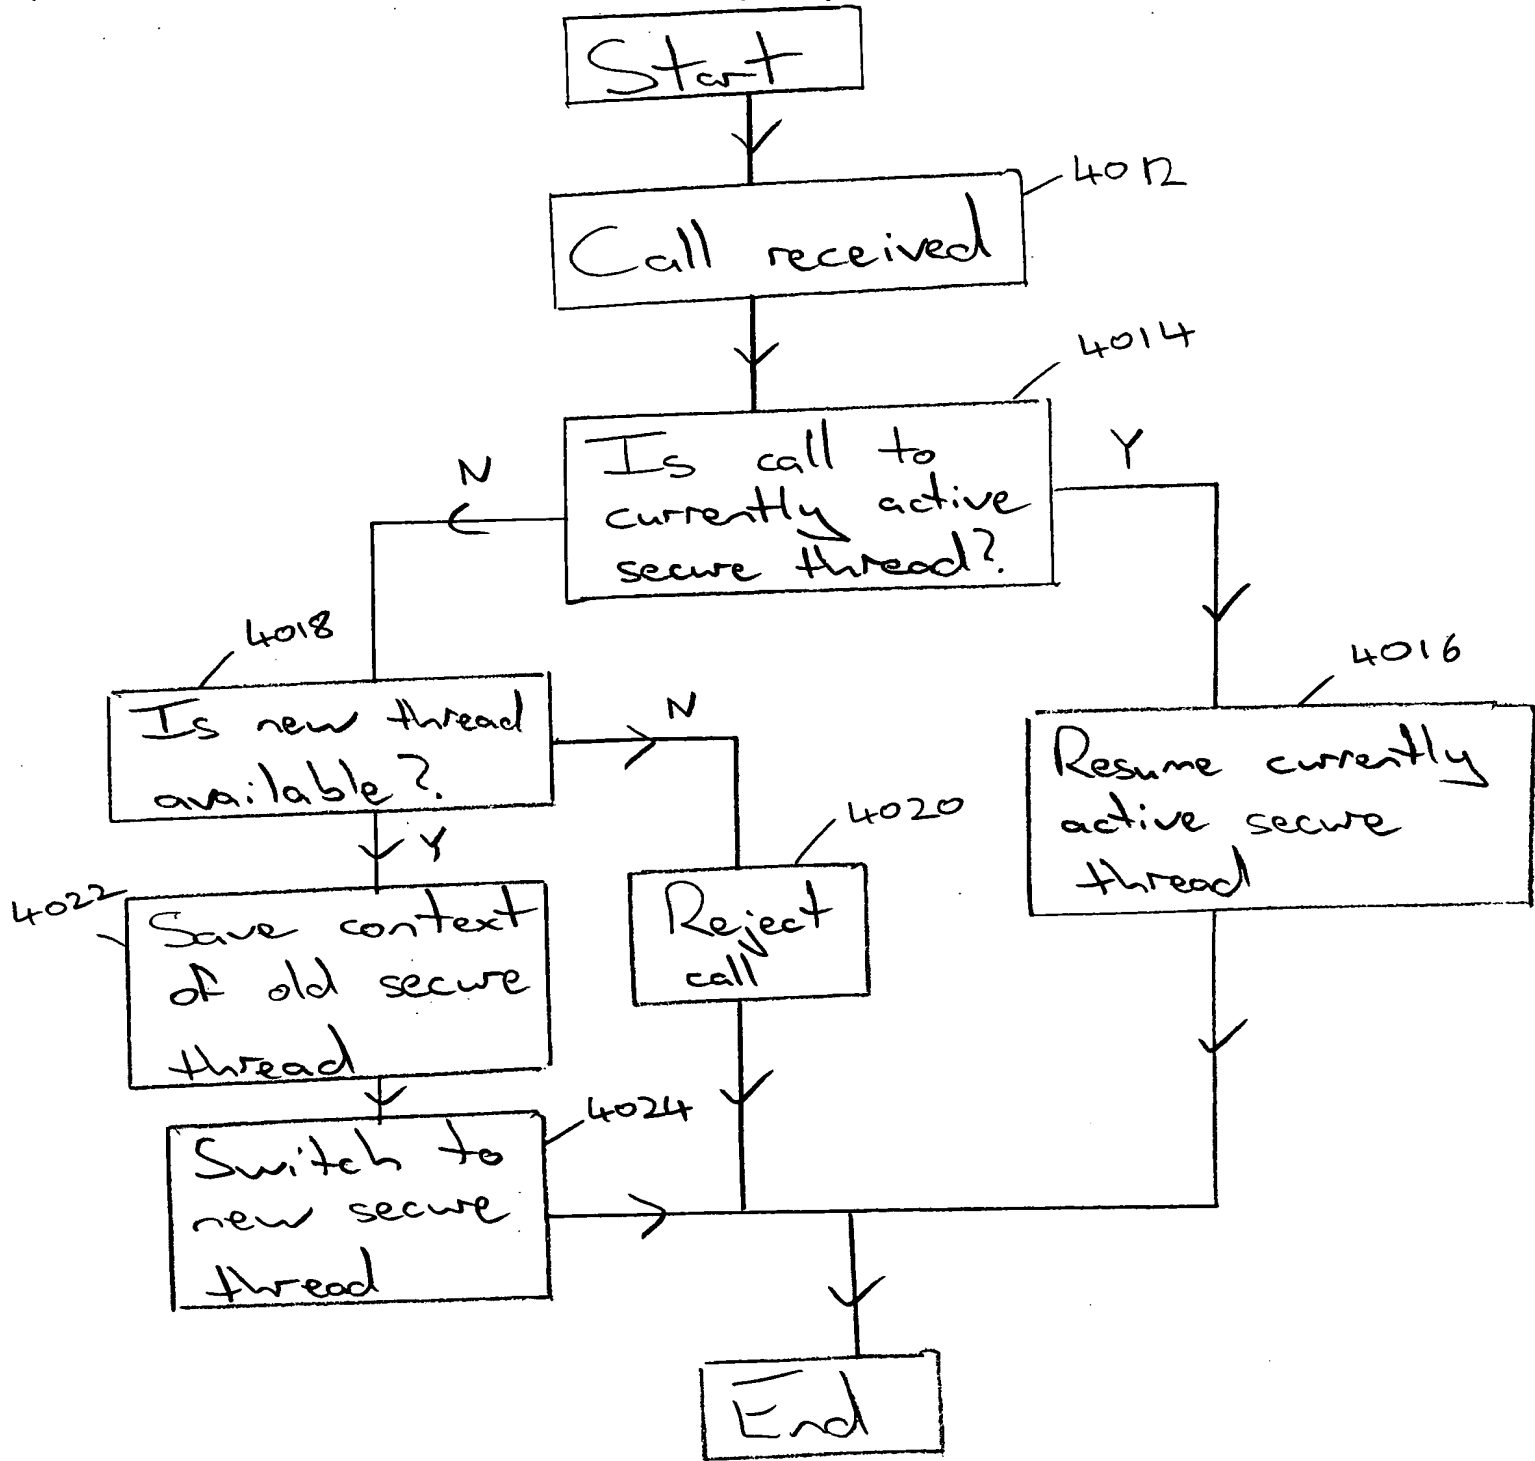 Start
4012
Call received
4014
N
Y
Is call to
currently active
secure thread?
4018
4016
Is new thread
available?
N
Resume currently
active secure
thread
4020
Y
4022
Save context
of old secure
thread
Reject
call
4024
Switch to
new secure
thread
End